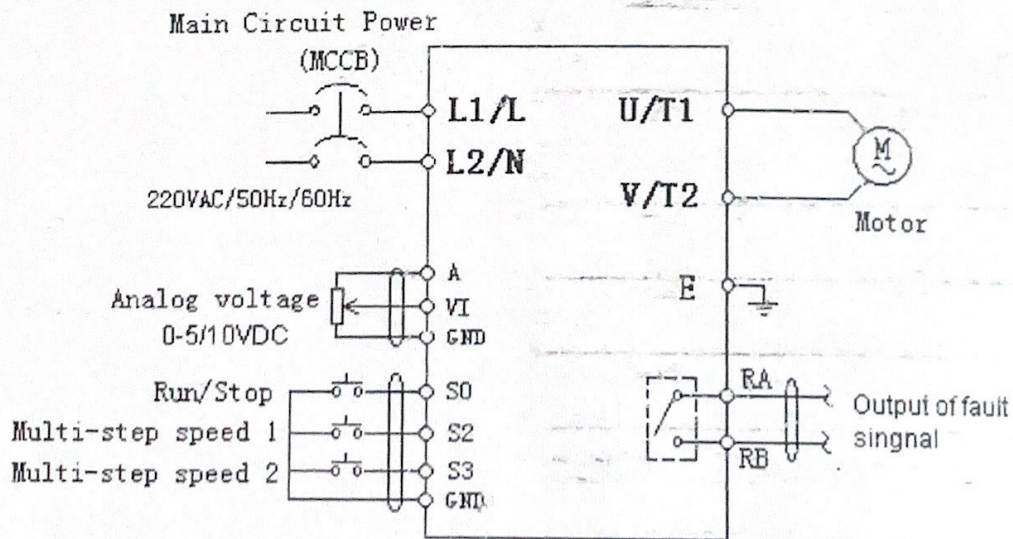 Main Circuit Power
(MCCB)
L1/L
L2/N
220VAC/50Hz/60Hz
U/T1
V/T2
M
Motor
Analog voltage
0-5/10VDC
A
VI
GND
E
Run/Stop
Multi-step speed 1
Multi-step speed 2
S0
S2
S3
GND
RA
RB
Output of fault
singnal